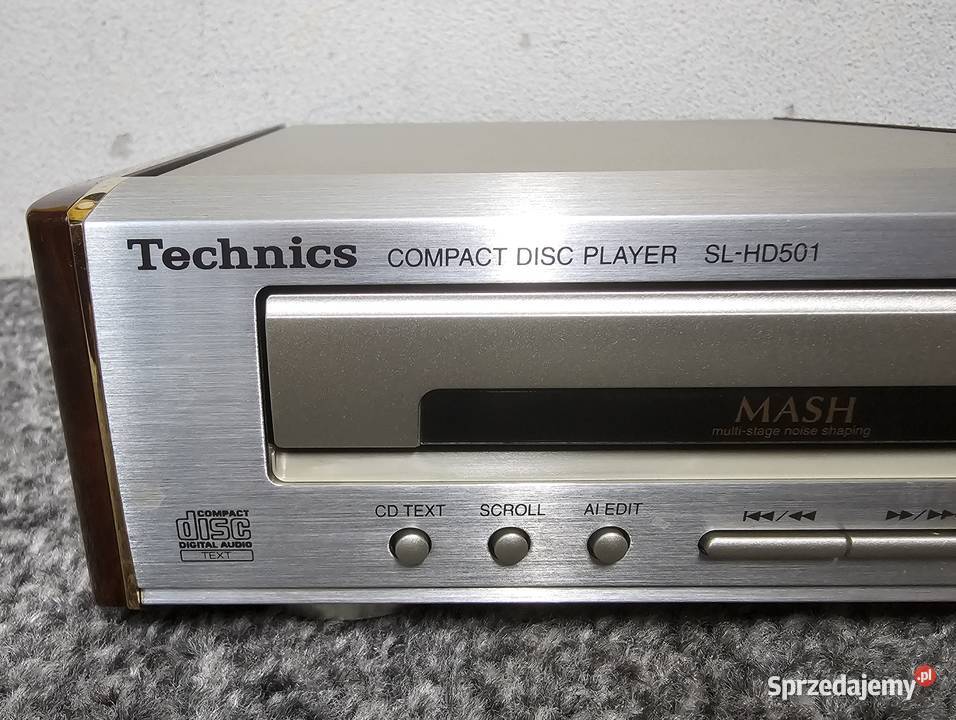 Technics COMPACT DISC PLAYER SL-HD501
MASH
multi-stage noise shaping
CD TEXT SCROLL AI EDIT
COMPACT
disc
DIGITAL AUDIO
TEXT
Sprzedajemy.pl